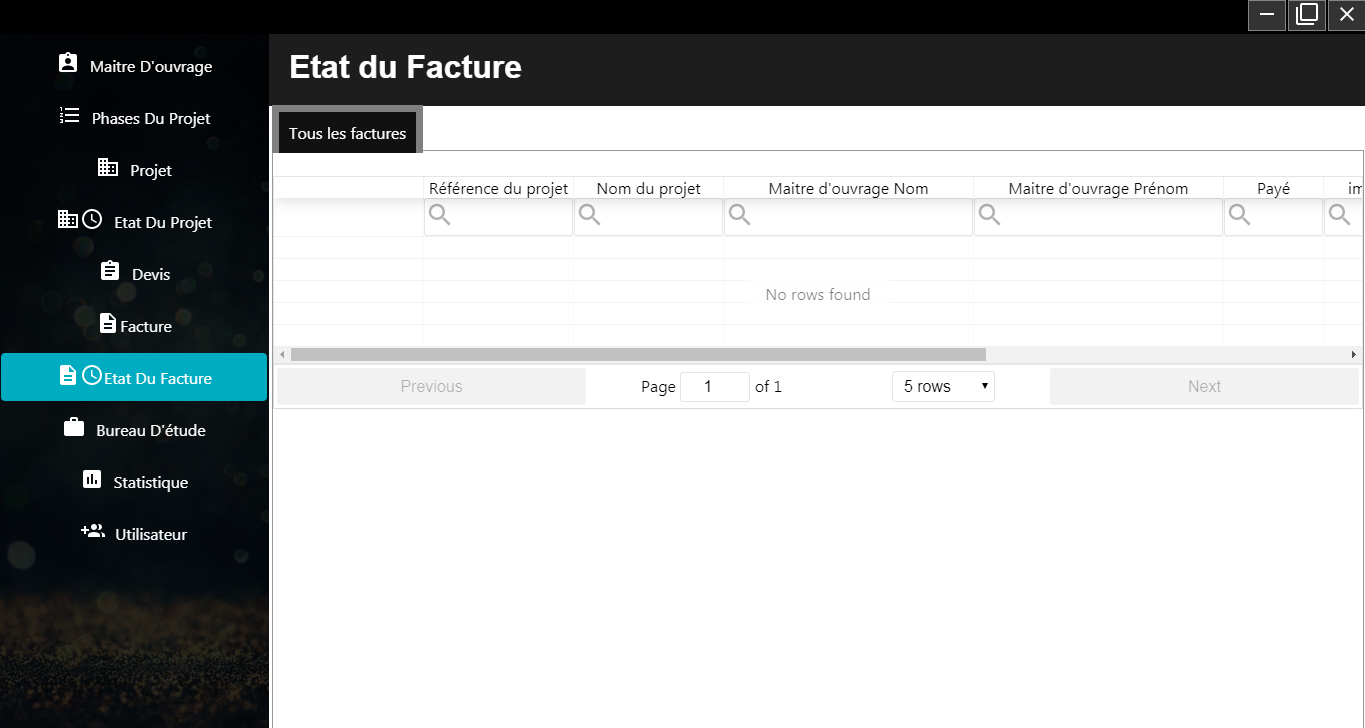 Maitre D'ouvrage
Phases Du Projet
Projet
Etat Du Projet
Devis
Facture
Etat Du Facture
Bureau D'étude
Statistique
Utilisateur
Etat du Facture
Tous les factures
Référence du projet Nom du projet Maitre d'ouvrage Nom Maitre d'ouvrage Prénom Payé im
No rows found
Previous Page 1 of 1 5 rows Next